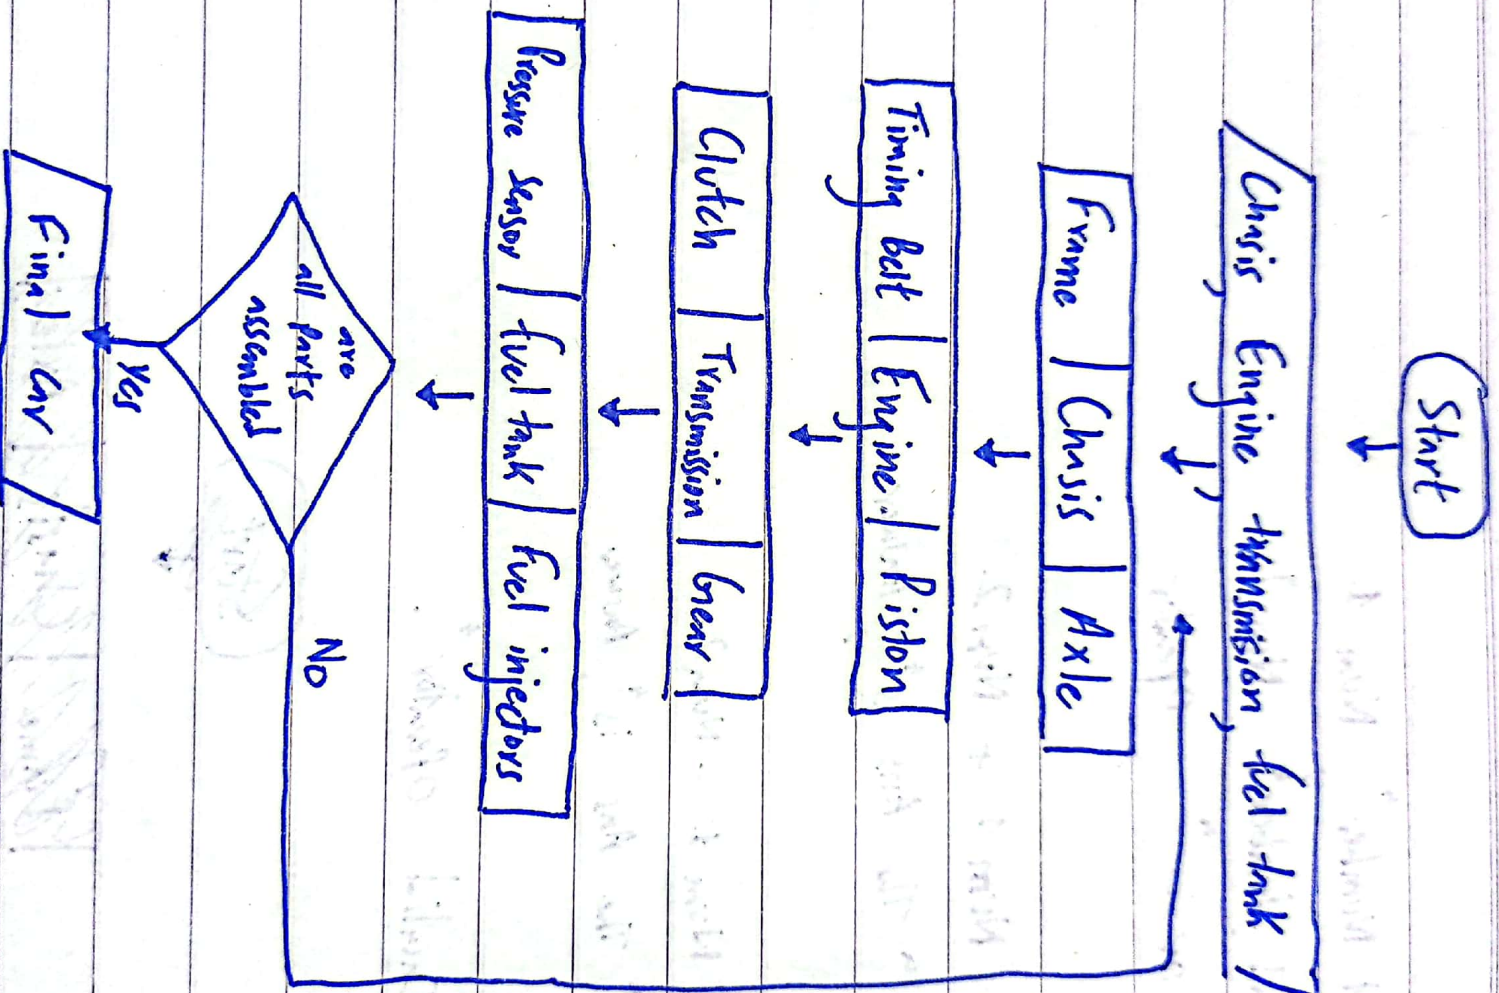 Start
Chasis, Engine, transmision, fuel tank
Frame | Chasis | Axle
Timing belt | Engine | Piston
Clutch | Transmission | Gear
Pressure sensor | fuel tank | fuel injectors
are
all parts
assembled
No
Yes
Final car